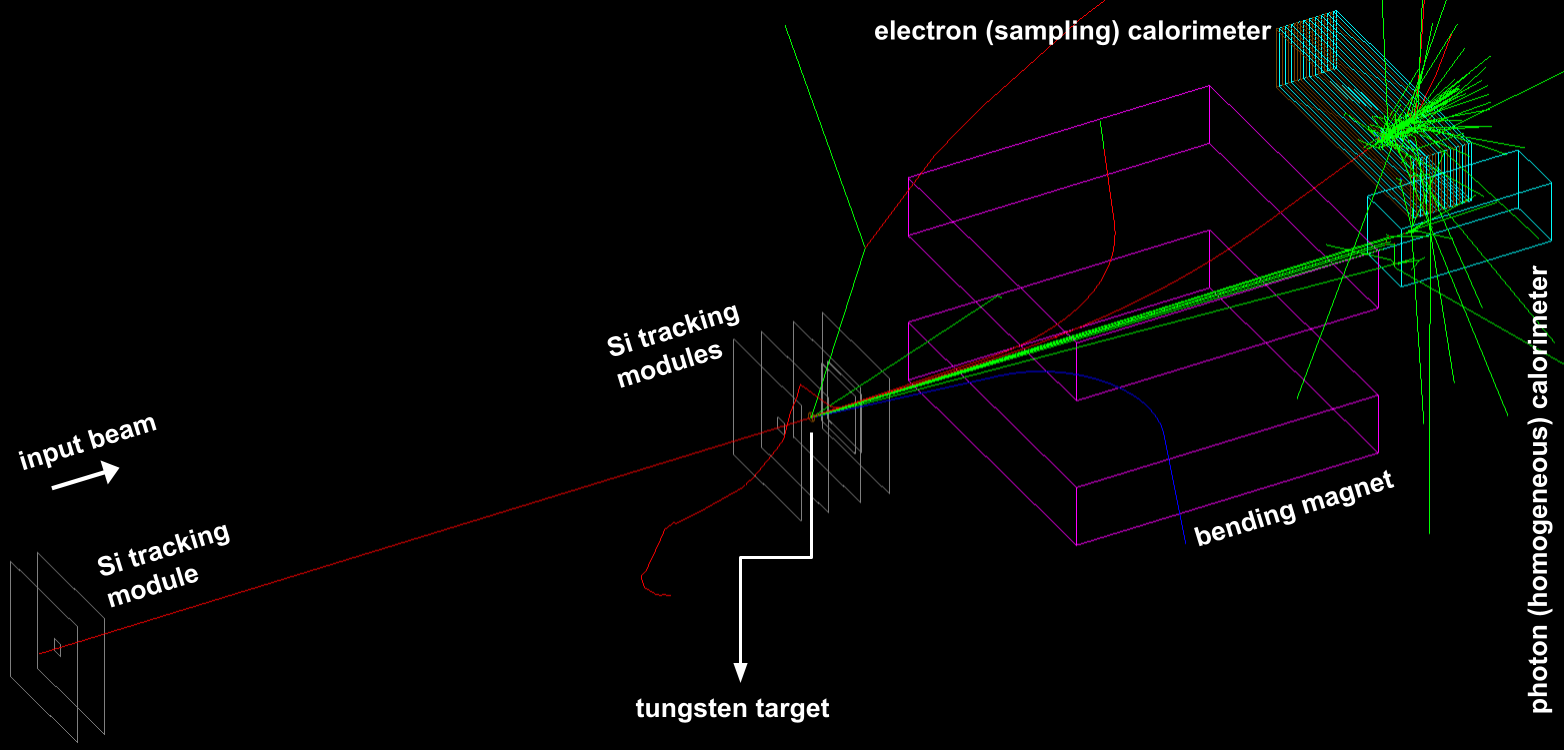 electron (sampling) calorimeter
Si tracking
modules
input beam
Si tracking
module
bending magnet
photon (homogeneous) calorimeter
tungsten target